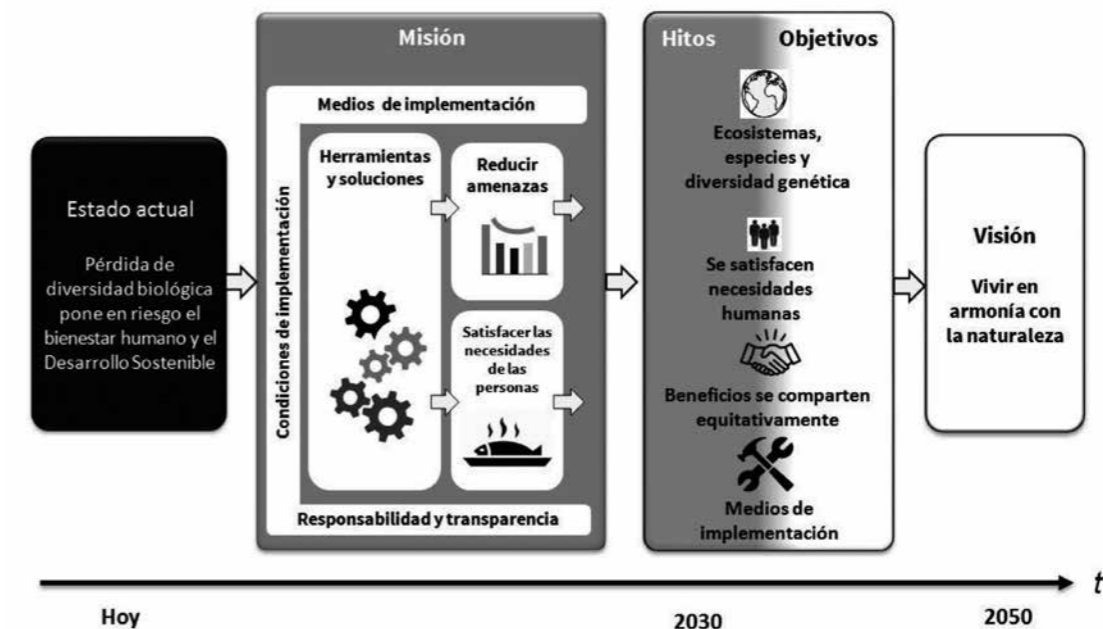 Estado actual
Pérdida de
diversidad biológica
pone en riesgo el
bienestar humano y el
Desarrollo Sostenible
Misión
Medios de implementación
Condiciones de implementación
Herramientas
y soluciones
Reducir
amenazas
Satisfacer las
necesidades
de las
personas
Responsabilidad y transparencia
Hitos
Objetivos
Ecosistemas,
especies y
diversidad genética
Se satisfacen
necesidades
humanas
Beneficios se comparten
equitativamente
Medios de
implementación
Visión
Vivir en
armonía con
la naturaleza
t
Hoy
2030
2050